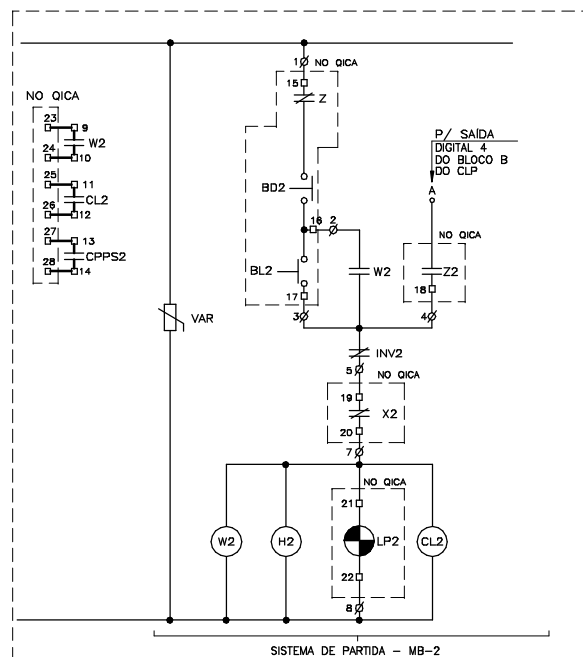 1 NO QICA
15 Z
NO QICA
23 9
W2
24 10
25 11
CL2
26 12
27 13
CPPS2
28 14
P/ SAÍDA
DIGITAL 4
DO BLOCO B
DO CLP
A
BD2
16 2
NO QICA
BL2
W2
Z2
17
18
3
4
VAR
INV2
5
NO QICA
19
X2
20
7
NO QICA
21
W2 H2 LP2 CL2
22
8
SISTEMA DE PARTIDA - MB-2